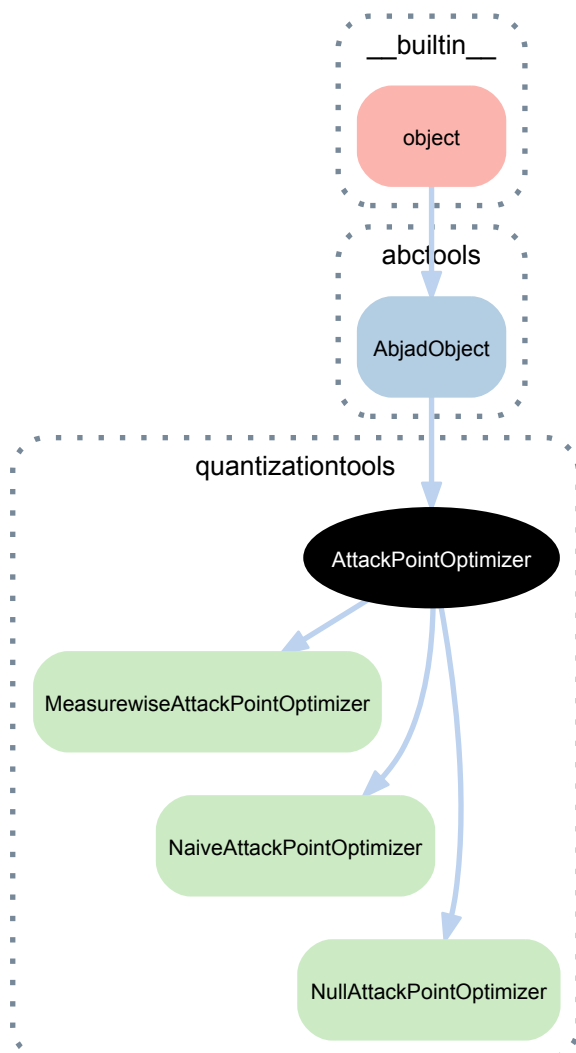 __builtin__
object
abctools
AbjadObject
quantizationtools
AttackPointOptimizer
MeasurewiseAttackPointOptimizer
NaiveAttackPointOptimizer
NullAttackPointOptimizer